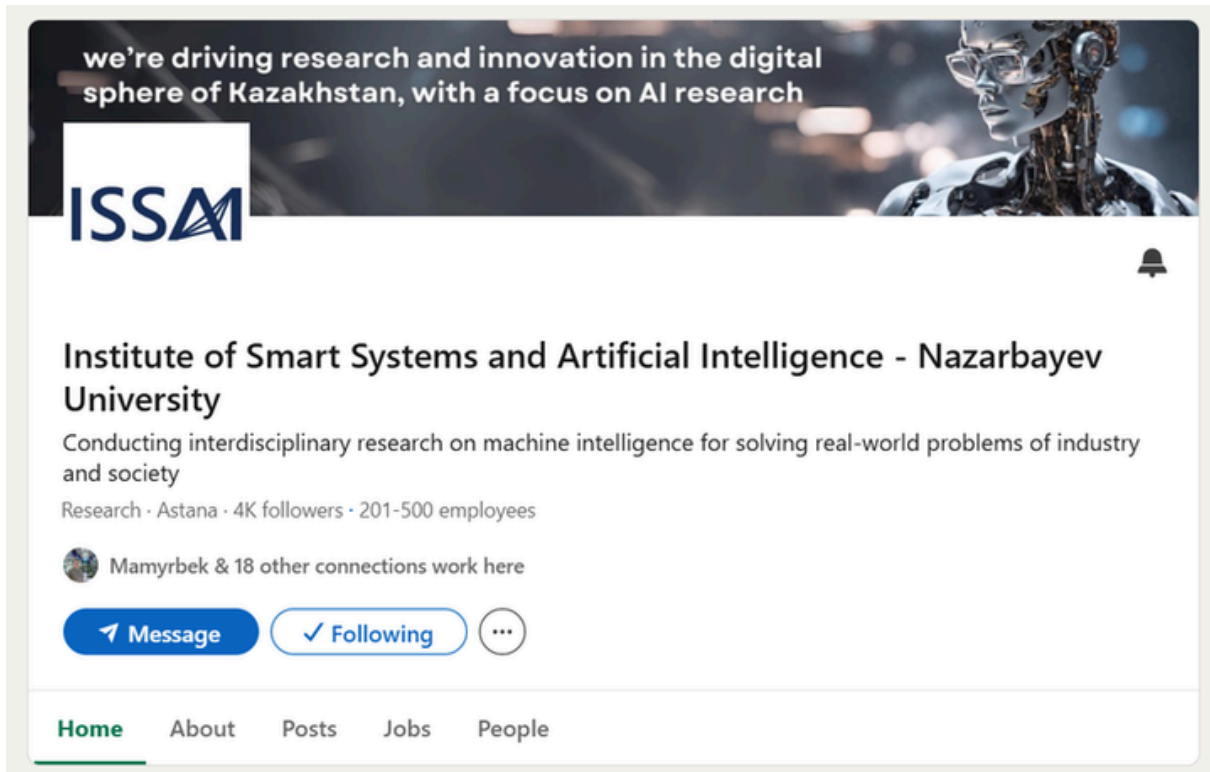 we're driving research and innovation in the digital
sphere of Kazakhstan, with a focus on AI research
ISSAI
Institute of Smart Systems and Artificial Intelligence - Nazarbayev
University
Conducting interdisciplinary research on machine intelligence for solving real-world problems of industry
and society
Research · Astana · 4K followers · 201-500 employees
Mamyrbek & 18 other connections work here
Message
Following
Home
About
Posts
Jobs
People